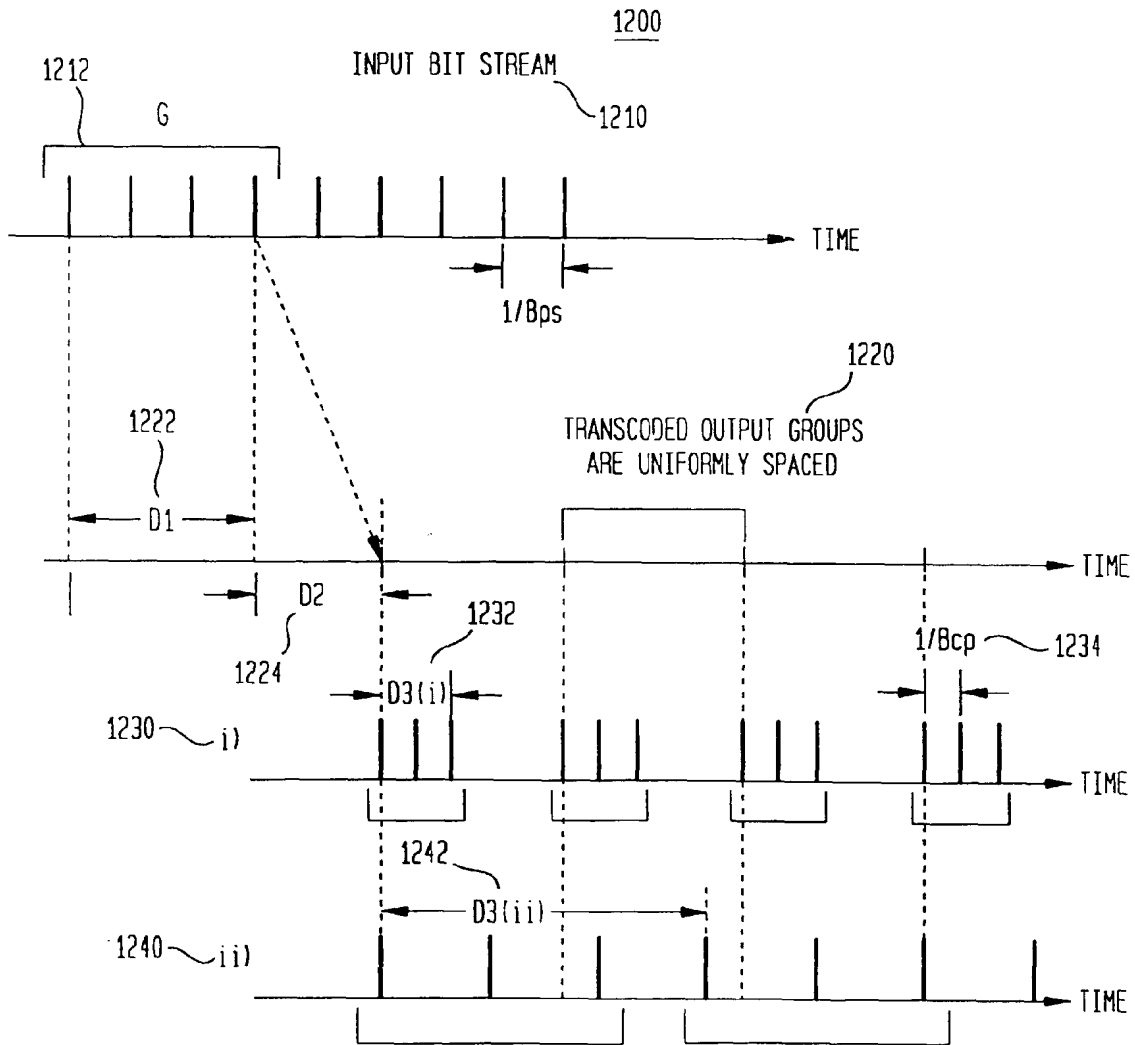 1200
1212
INPUT BIT STREAM
1210
G
TIME
1/Bps
1220
TRANSCODED OUTPUT GROUPS
ARE UNIFORMLY SPACED
1222
D1
TIME
D2
1224
1232
1/Bcp
1234
D3(i)
1230
i)
TIME
1242
D3(ii)
1240
ii)
TIME